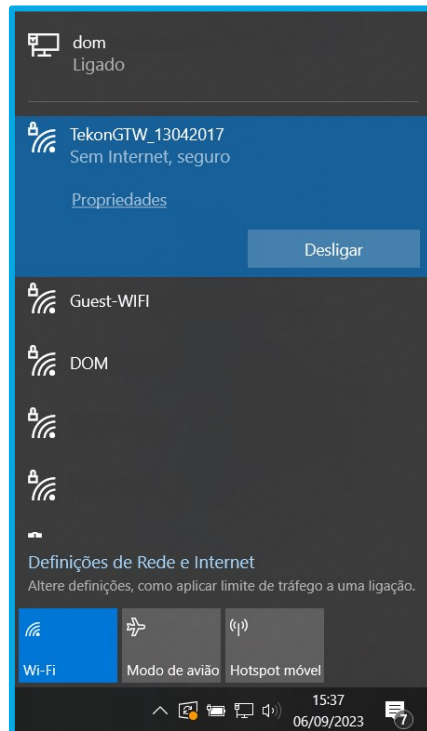 dom
Ligado
TekonGTW_13042017
Sem Internet, seguro
Propriedades
Desligar
Guest-WIFI
DOM
Definições de Rede e Internet
Altere definições, como aplicar limite de tráfego a uma ligação.
Wi-Fi
Modo de avião
Hotspot móvel
15:37
06/09/2023
7